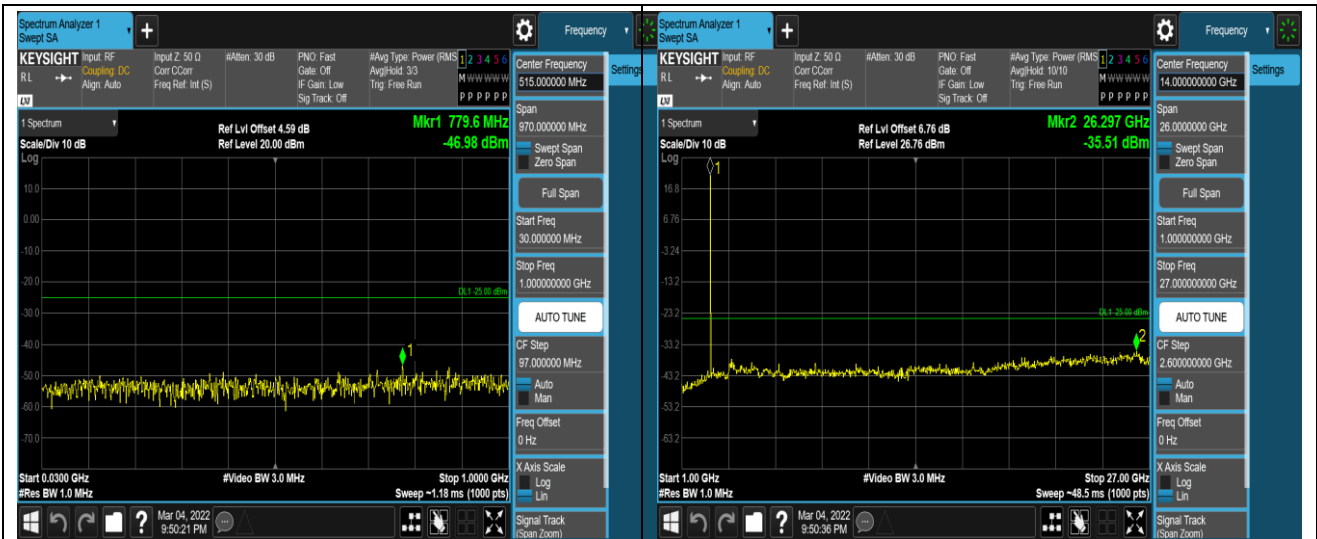 Spectrum Analyzer 1
Swept SA
+
Frequency
KEYSIGHT
RL
LXI
Input: RF
Coupling: DC
Align: Auto
Input Z: 50 Ω
Corr CCorr
Freq Ref: Int (S)
#Atten: 30 dB
PNO: Fast
Gate: Off
IF Gain: Low
Sig Track: Off
#Avg Type: Power (RMS
Avg|Hold: 3/3
Trig: Free Run
1 2 3 4 5 6
M W W W W W
P P P P P P
Center Frequency
515.000000 MHz
Settings
1 Spectrum
Scale/Div 10 dB
Log
Ref Lvl Offset 4.59 dB
Ref Level 20.00 dBm
Mkr1 779.6 MHz
-46.98 dBm
Span
970.000000 MHz
Swept Span
Zero Span
Full Span
Start Freq
30.000000 MHz
Stop Freq
1.000000000 GHz
AUTO TUNE
CF Step
97.000000 MHz
Auto
Man
Freq Offset
0 Hz
X Axis Scale
Log
Lin
Signal Track
(Span Zoom)
10.0
0.00
-10.0
-20.0
DL1 -25.00 dBm
-30.0
-40.0
1
-50.0
-60.0
-70.0
Start 0.0300 GHz
#Res BW 1.0 MHz
#Video BW 3.0 MHz
Stop 1.0000 GHz
Sweep ~1.18 ms (1000 pts)
?
Mar 04, 2022
9:50:21 PM
Spectrum Analyzer 1
Swept SA
+
Frequency
KEYSIGHT
RL
LXI
Input: RF
Coupling: DC
Align: Auto
Input Z: 50 Ω
Corr CCorr
Freq Ref: Int (S)
#Atten: 30 dB
PNO: Fast
Gate: Off
IF Gain: Low
Sig Track: Off
#Avg Type: Power (RMS
Avg|Hold: 10/10
Trig: Free Run
1 2 3 4 5 6
M W W W W W
P P P P P P
Center Frequency
14.00000000 GHz
Settings
1 Spectrum
Scale/Div 10 dB
Log
Ref Lvl Offset 6.76 dB
Ref Level 26.76 dBm
Mkr2 26.297 GHz
-35.51 dBm
Span
26.0000000 GHz
Swept Span
Zero Span
Full Span
Start Freq
1.000000000 GHz
Stop Freq
27.00000000 GHz
AUTO TUNE
CF Step
2.600000000 GHz
Auto
Man
Freq Offset
0 Hz
X Axis Scale
Log
Lin
Signal Track
(Span Zoom)
1
16.8
6.76
-3.24
-13.2
-23.2
DL1 -25.00 dBm
-33.2
2
-43.2
-53.2
-63.2
Start 1.00 GHz
#Res BW 1.0 MHz
#Video BW 3.0 MHz
Stop 27.00 GHz
Sweep ~48.5 ms (1000 pts)
?
Mar 04, 2022
9:50:36 PM